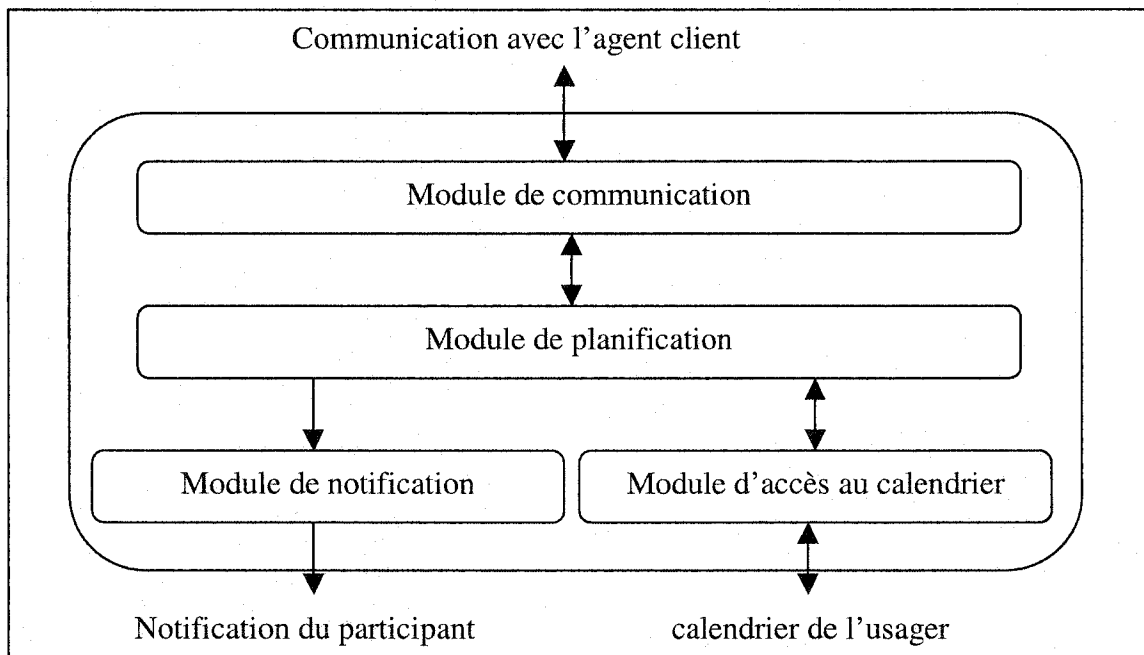 Communication avec l'agent client
Module de communication
Module de planification
Module de notification
Module d'accès au calendrier
Notification du participant
calendrier de l'usager